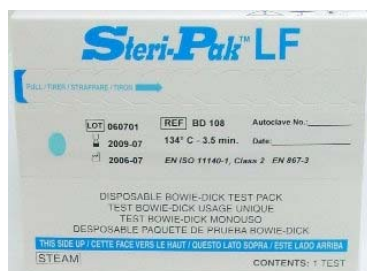 Steri-Pak™ LF
PULL / TIRER / STRAPPARE / TIRON
LOT 060701 REF BD 108 Autoclave No.:
2009-07 134° C - 3.5 min. Date:
2006-07 EN ISO 11140-1, Class 2 EN 867-3
DISPOSABLE BOWIE-DICK TEST PACK
TEST BOWIE-DICK USAGE UNIQUE
TEST BOWIE-DICK MONOUSO
DESPOSABLE PAQUETE DE PRUEBA BOWIE-DICK
THIS SIDE UP / CETTE FACE VERS LE HAUT / QUESTO LATO SOPRA / ESTE LADO ARRIBA
STEAM CONTENTS: 1 TEST